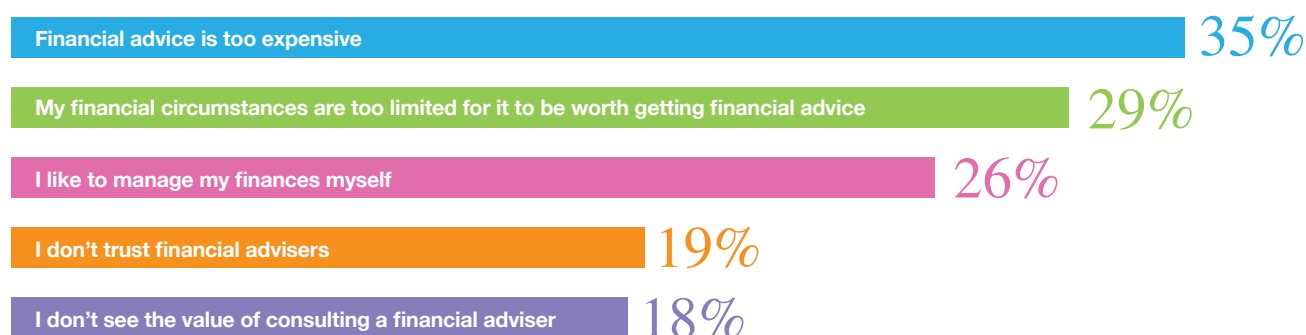 Financial advice is too expensive 35%
My financial circumstances are too limited for it to be worth getting financial advice 29%
I like to manage my finances myself 26%
I don’t trust financial advisers 19%
I don’t see the value of consulting a financial adviser 18%